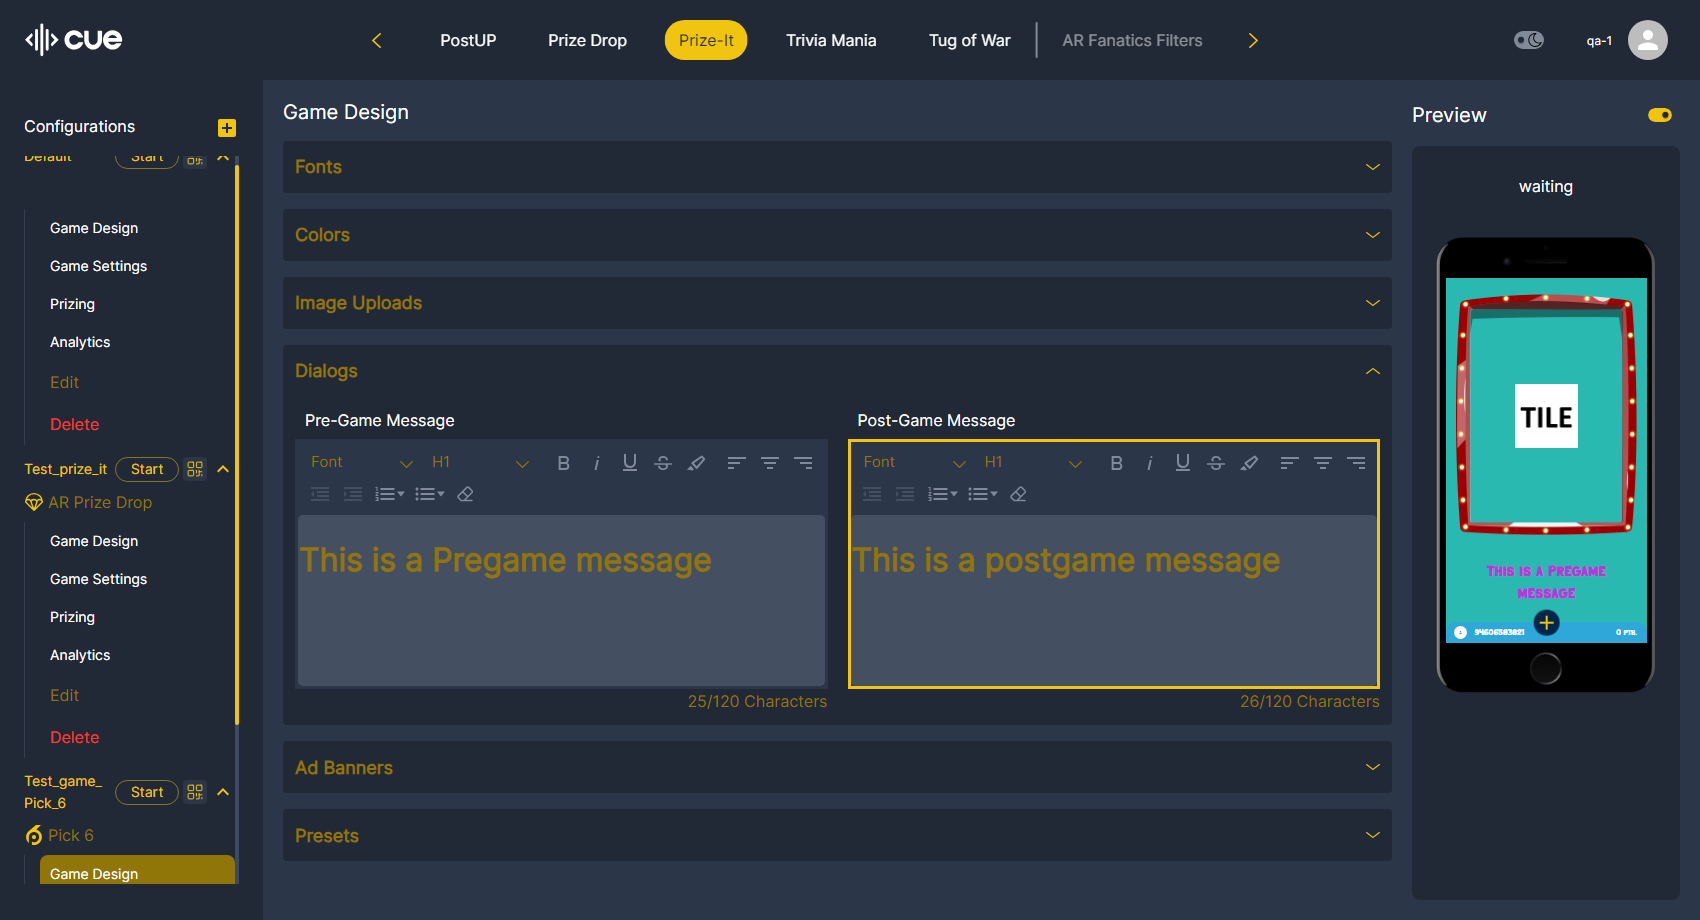 cue
PostUP
Prize Drop
Prize-It
Trivia Mania
Tug of War
AR Fanatics Filters
qa-1
Configurations
Default
Start
Game Design
Game Settings
Prizing
Analytics
Edit
Delete
Test_prize_it
Start
AR Prize Drop
Game Design
Game Settings
Prizing
Analytics
Edit
Delete
Test_game_
Pick_6
Start
Pick 6
Game Design
Game Design
Fonts
Colors
Image Uploads
Dialogs
Pre-Game Message
Font
H1
B
i
U
S
This is a Pregame message
25/120 Characters
Post-Game Message
Font
H1
B
i
U
S
This is a postgame message
26/120 Characters
Ad Banners
Presets
Preview
waiting
TILE
This is a Pregame
message
94606583821
0 PTS.